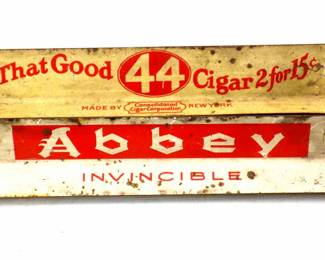 That Good 44 Cigar 2 for 15¢
MADE BY Consolidated Cigar Corporation NEW YORK
Abbey
INVINCIBLE